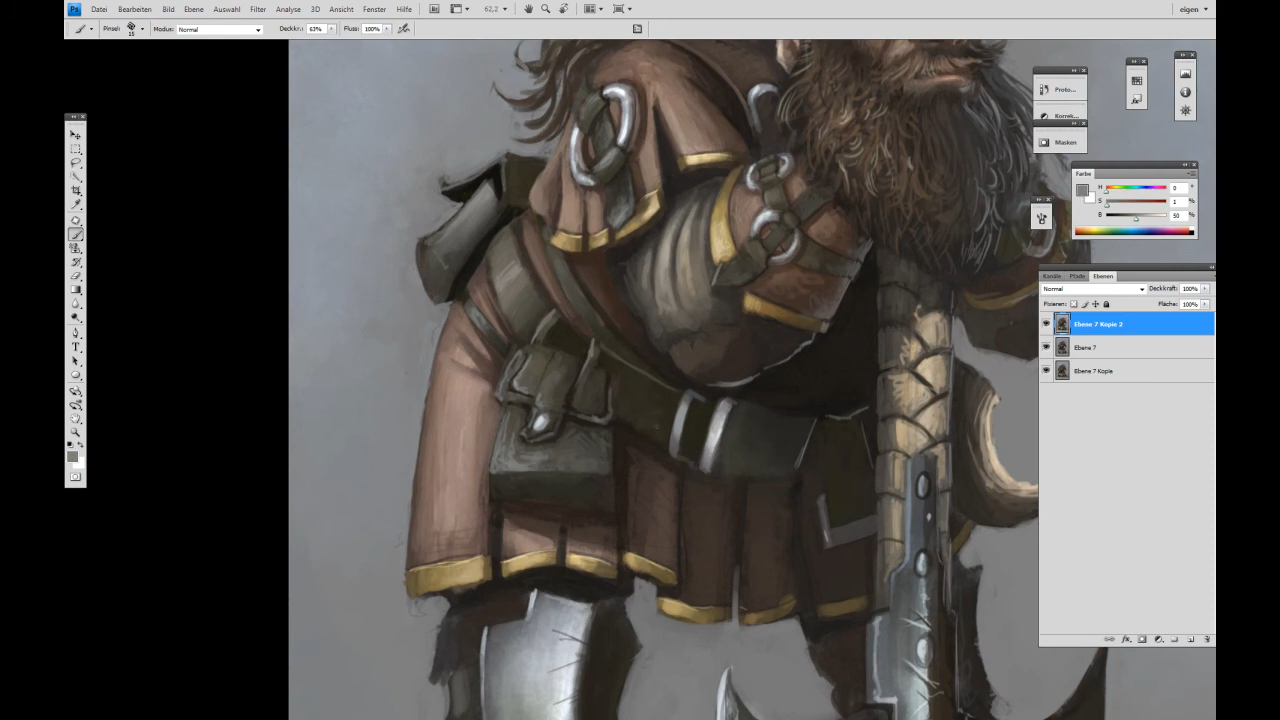 Ps Datei Bearbeiten Bild Ebene Auswahl Filter Analyse 3D Ansicht Fenster Hilfe Br 62,2 eigen
Pinsel: 15 Modus: Normal Deckkr.: 63% Fluss: 100%
Proto...
Korrek...
Masken
Farbe
H 0 °
S 1 %
B 50 %
Kanäle Pfade Ebenen
Normal Deckkraft: 100%
Fixieren: Fläche: 100%
Ebene 7 Kopie 2
Ebene 7
Ebene 7 Kopie